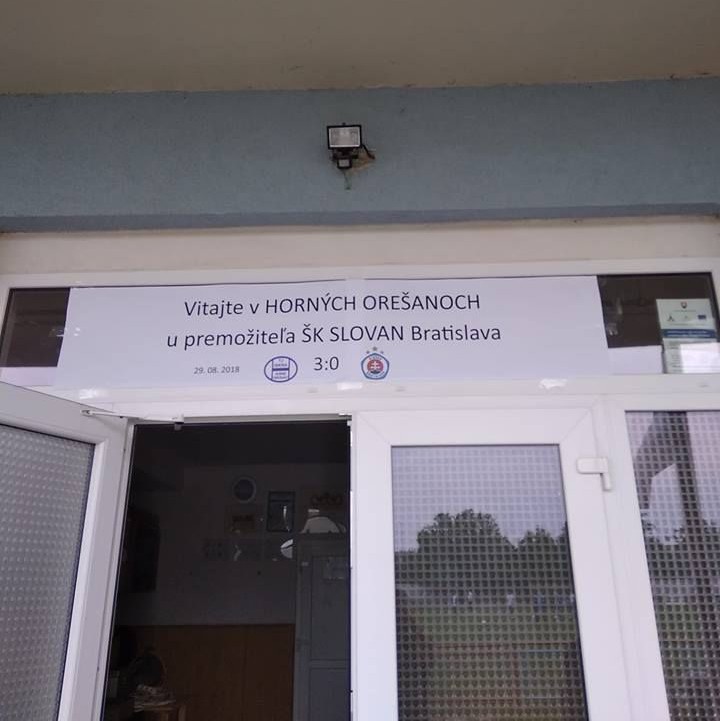 Vitajte v HORNÝCH OREŠANOCH
u premožiteľa ŠK SLOVAN Bratislava
29. 08. 2018 3:0